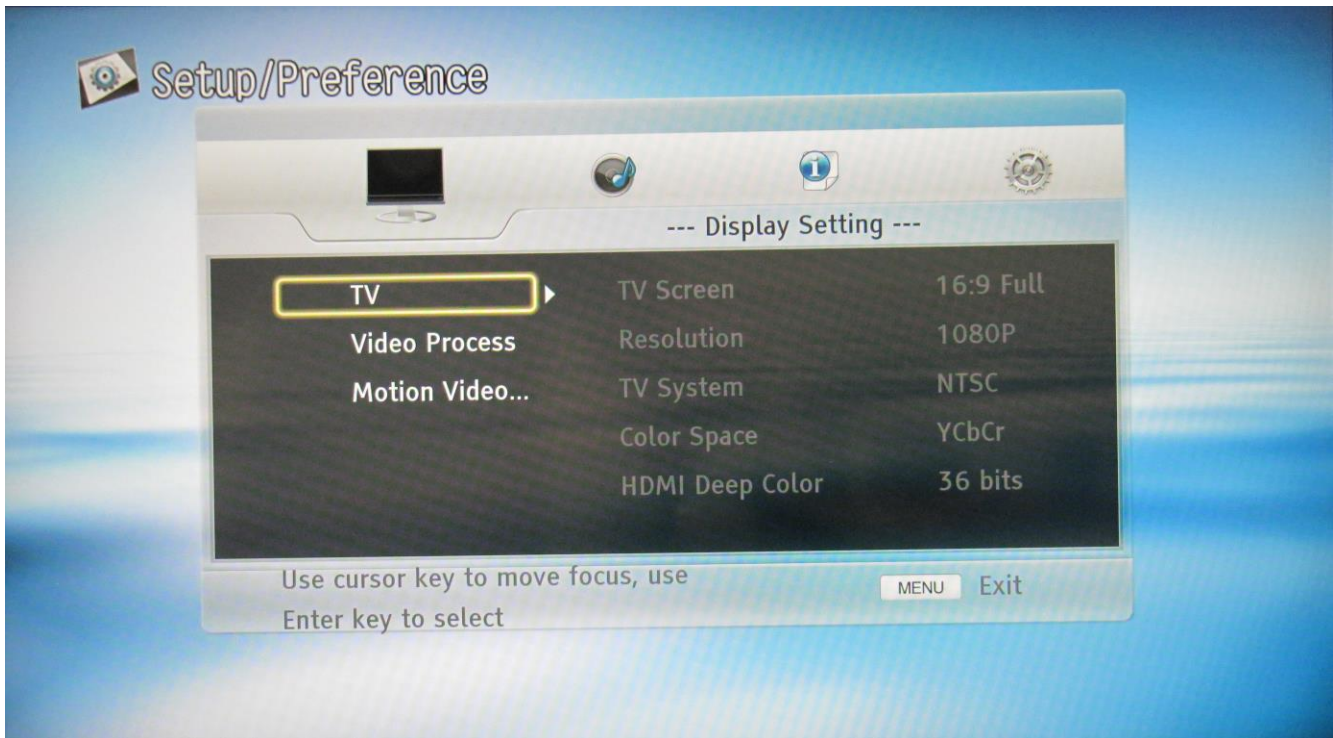 Setup/Preference
--- Display Setting ---
TV TV Screen 16:9 Full
Video Process Resolution 1080P
Motion Video... TV System NTSC
Color Space YCbCr
HDMI Deep Color 36 bits
Use cursor key to move focus, use
Enter key to select
MENU Exit